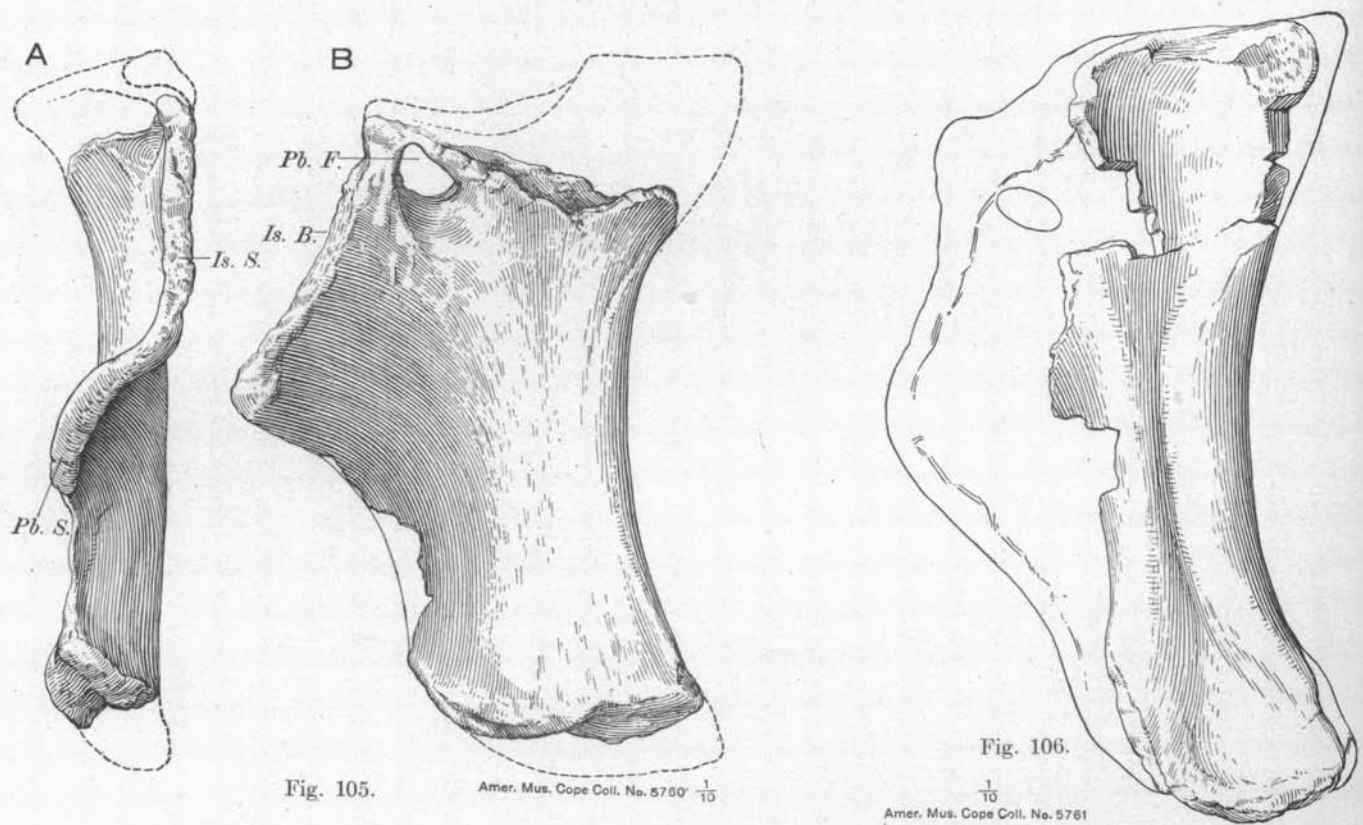 A
B
Pb. F.
Is. B.
Is. S.
Pb. S.
Fig. 105.
Amer. Mus. Cope Coll. No. 5760'
1
10
Fig. 106.
1
10
Amer. Mus. Cope Coll. No. 5761